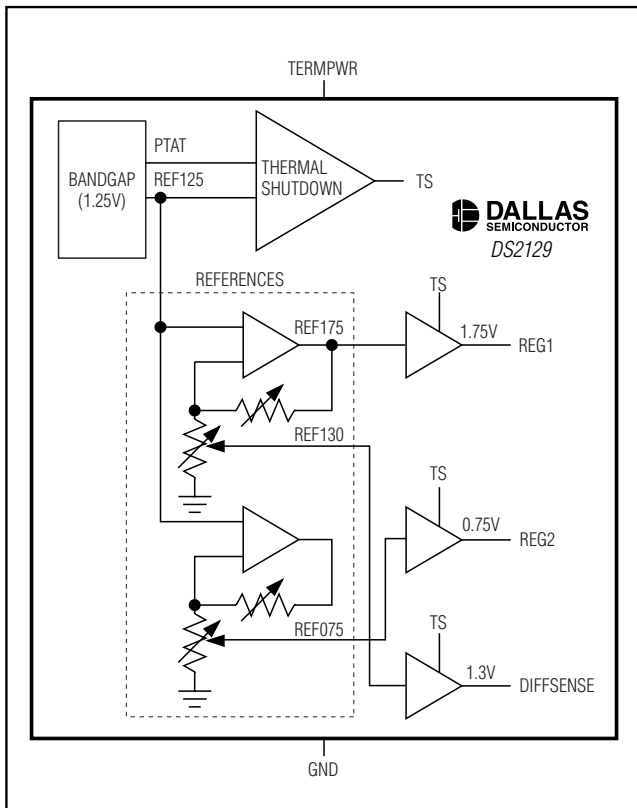 TERMPWR
BANDGAP
(1.25V)
PTAT
REF125
THERMAL
SHUTDOWN
TS
DALLAS
SEMICONDUCTOR
DS2129
REFERENCES
REF175
TS
1.75V
REG1
REF130
TS
0.75V
REG2
REF075
TS
1.3V
DIFFSENSE
GND